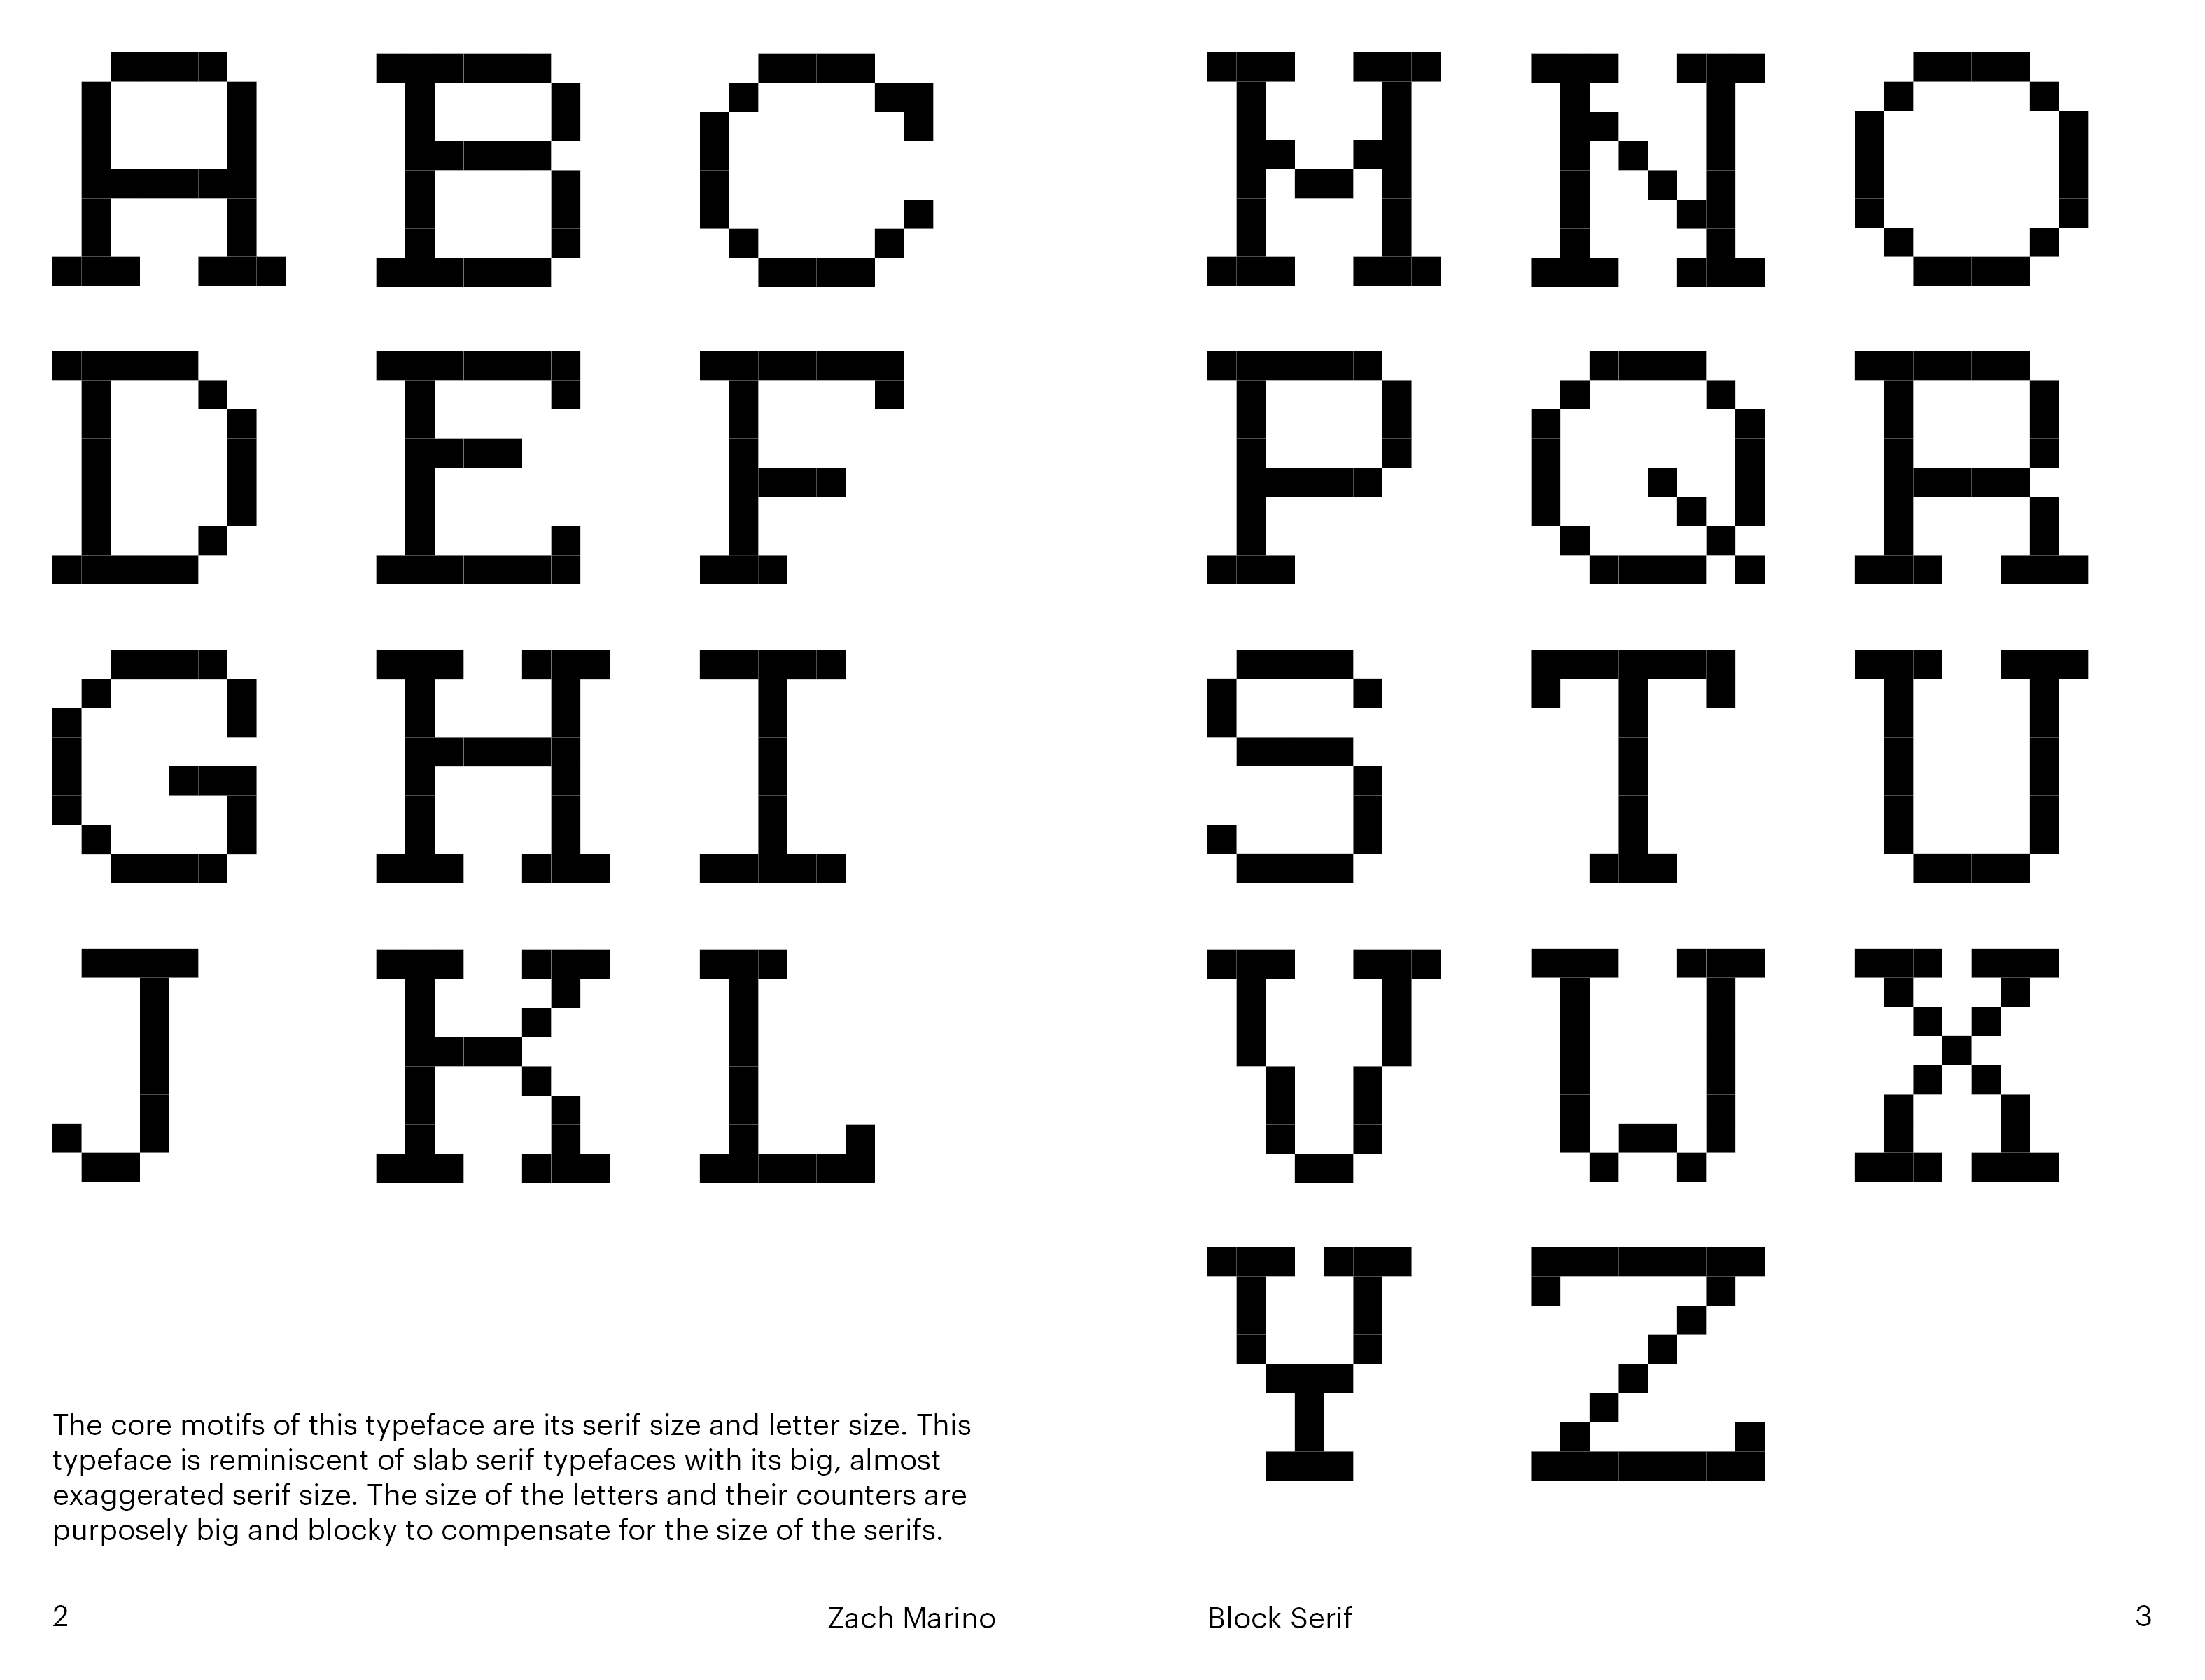 A B C
D E F
G H I
J K L
The core motifs of this typeface are its serif size and letter size. This
typeface is reminiscent of slab serif typefaces with its big, almost
exaggerated serif size. The size of the letters and their counters are
purposely big and blocky to compensate for the size of the serifs.
2 Zach Marino
M N O
P Q R
S T U
V W X
Y Z
Block Serif 3